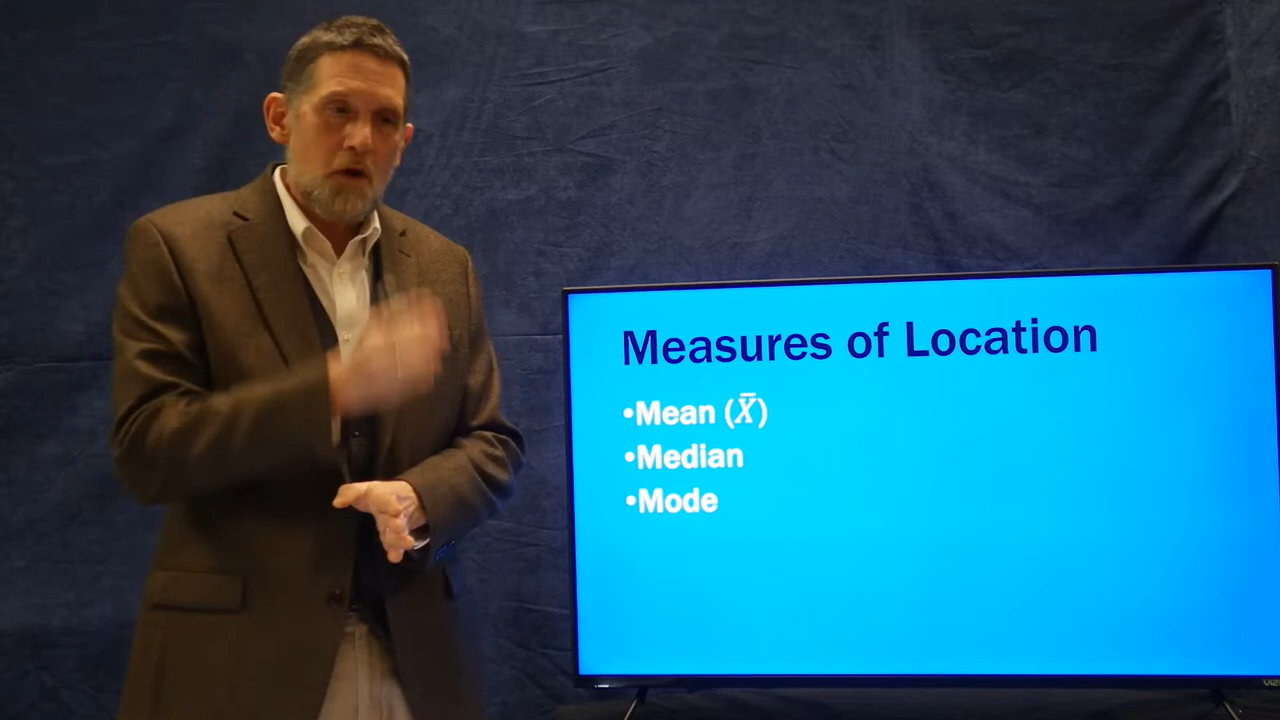 Measures of Location
•Mean (X̄)
•Median
•Mode